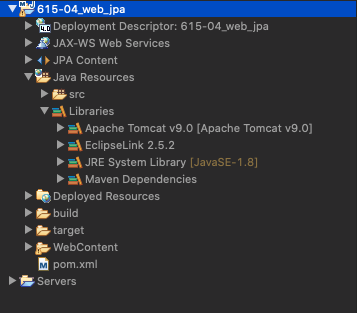 615-04_web_jpa
Deployment Descriptor: 615-04_web_jpa
JAX-WS Web Services
JPA Content
Java Resources
src
Libraries
Apache Tomcat v9.0 [Apache Tomcat v9.0]
EclipseLink 2.5.2
JRE System Library [JavaSE-1.8]
Maven Dependencies
Deployed Resources
build
target
WebContent
pom.xml
Servers